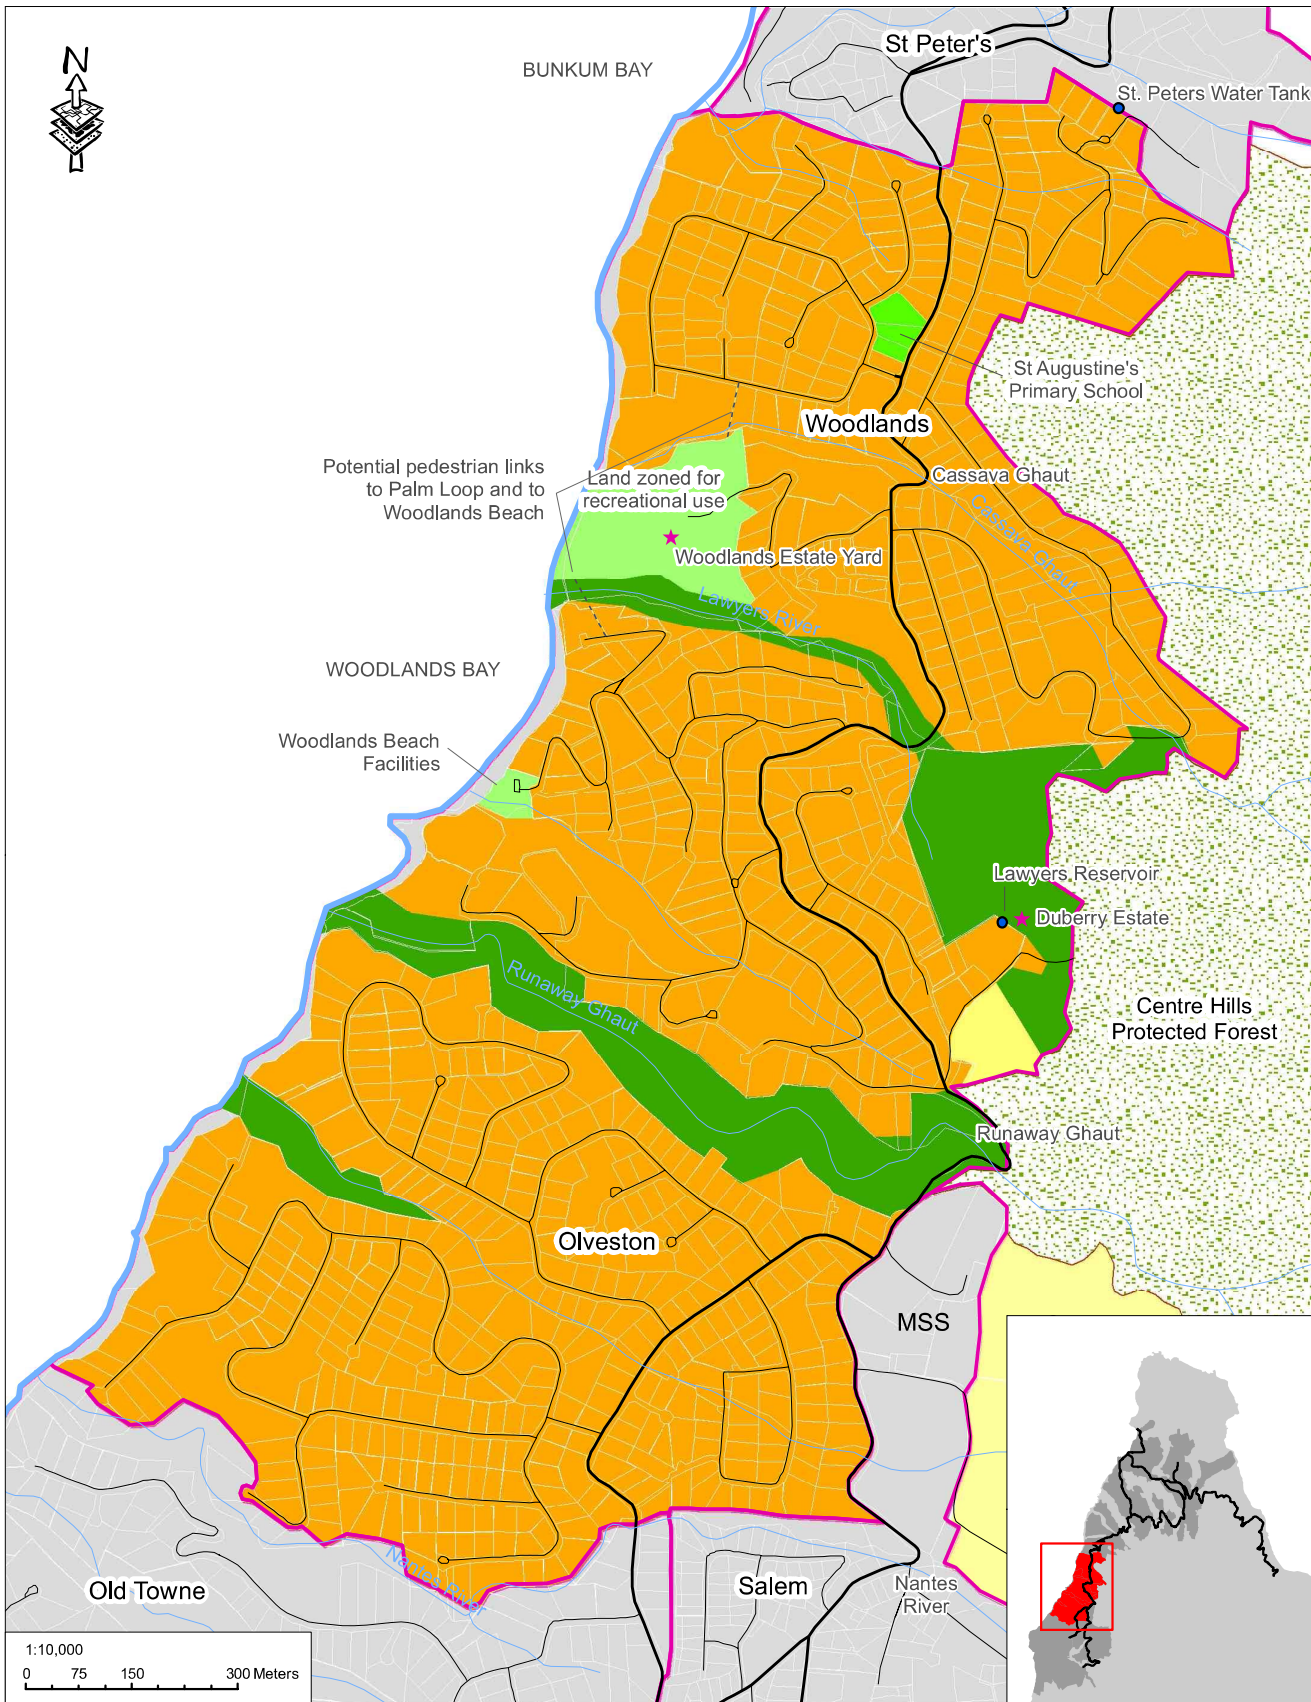 St Peter's
N
BUNKUM BAY
St. Peters Water Tank
St Augustine's
Primary School
Woodlands
Potential pedestrian links
to Palm Loop and to
Woodlands Beach
Land zoned for
recreational use
Cassava Ghaut
Cassava Ghaut
Woodlands Estate Yard
Lawyers River
WOODLANDS BAY
Woodlands Beach
Facilities
Lawyers Reservoir
Duberry Estate
Runaway Ghaut
Centre Hills
Protected Forest
Runaway Ghaut
Olveston
MSS
Nantes River
Old Towne
Salem
Nantes
River
1:10,000
0 75 150 300 Meters